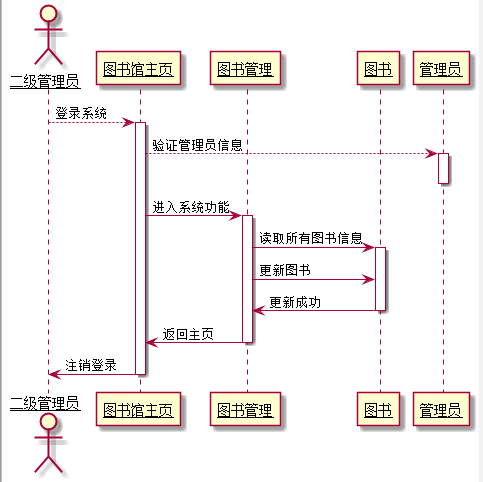 二级管理员
图书馆主页
图书管理
图书
管理员
登录系统
验证管理员信息
进入系统功能
读取所有图书信息
更新图书
更新成功
返回主页
注销登录
二级管理员
图书馆主页
图书管理
图书
管理员